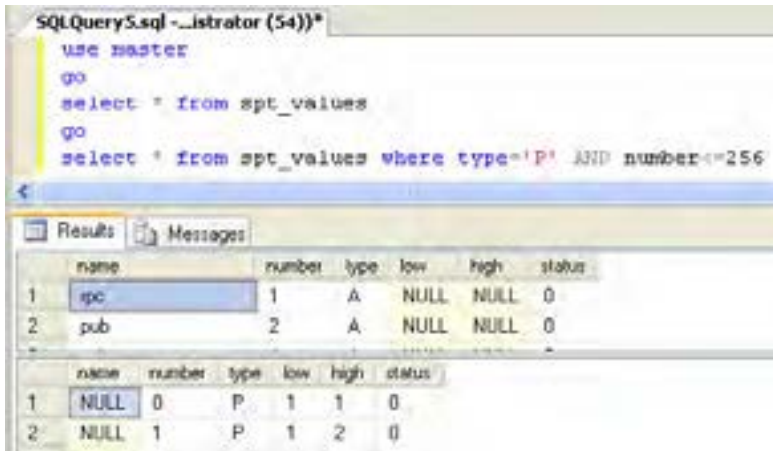 SQLQuery5.sql -...istrator (54))*
use master
go
select * from spt_values
go
select * from spt_values where type='P' AND number<=256
Results Messages
name number type low high status
1 rpc 1 A NULL NULL 0
2 pub 2 A NULL NULL 0
name number type low high status
1 NULL 0 P 1 1 0
2 NULL 1 P 1 2 0